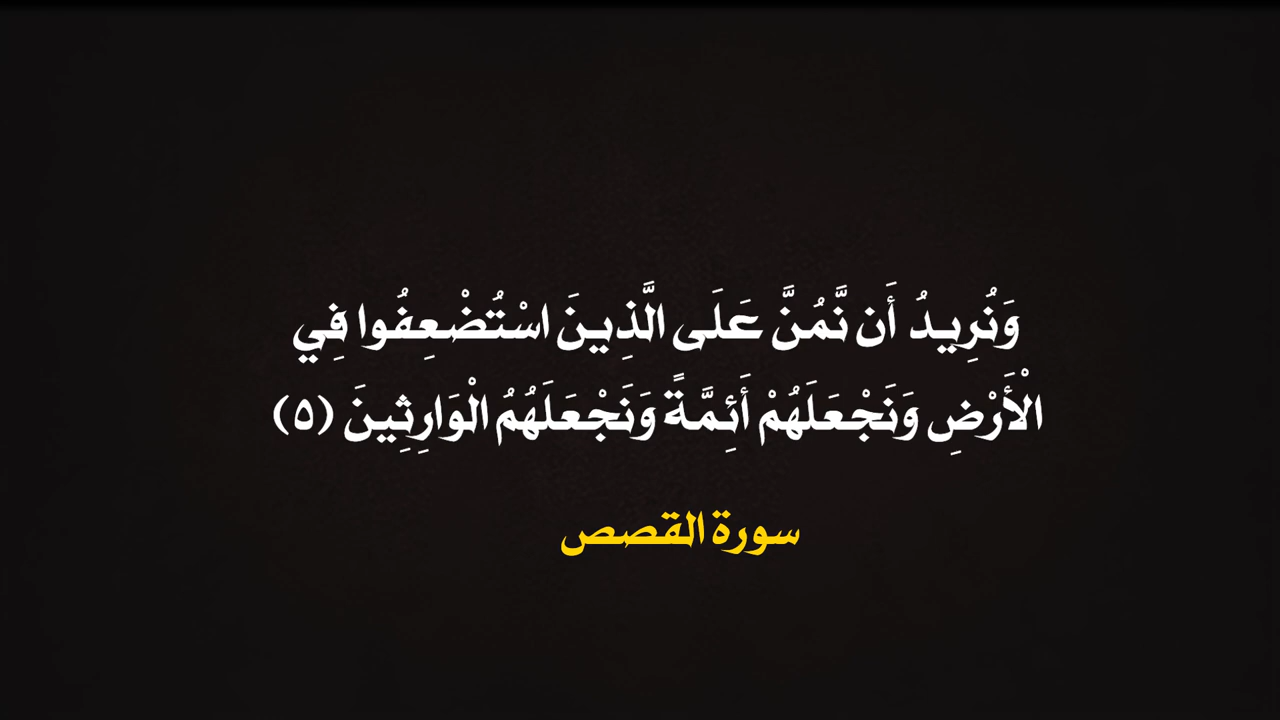 وَنُرِيدُ أَن نَّمُنَّ عَلَى الَّذِينَ اسْتُضْعِفُوا فِي
الْأَرْضِ وَنَجْعَلَهُمْ أَئِمَّةً وَنَجْعَلَهُمُ الْوَارِثِينَ (٥)
سورة القصص